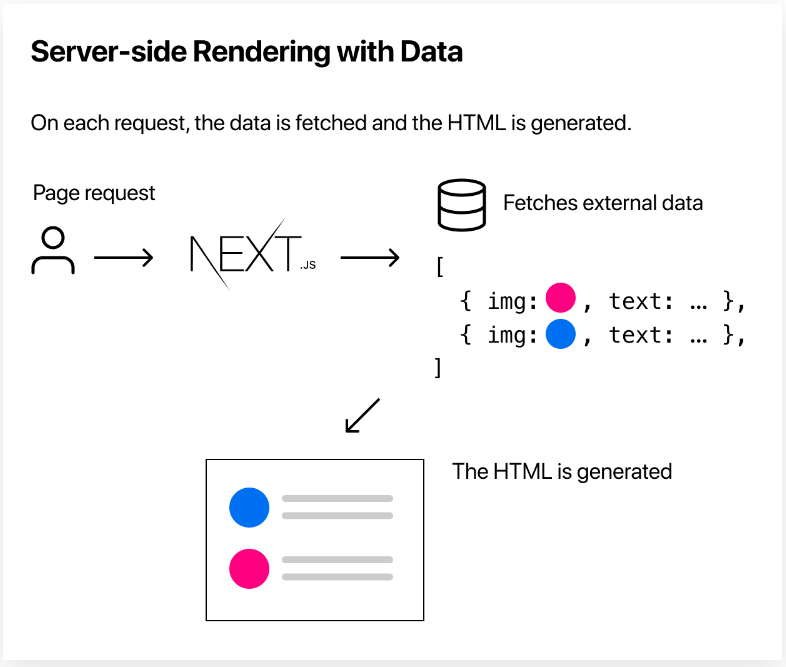 Server-side Rendering with Data
On each request, the data is fetched and the HTML is generated.
Page request
NEXT.JS
Fetches external data
[
{ img: , text: … },
{ img: , text: … },
]
The HTML is generated